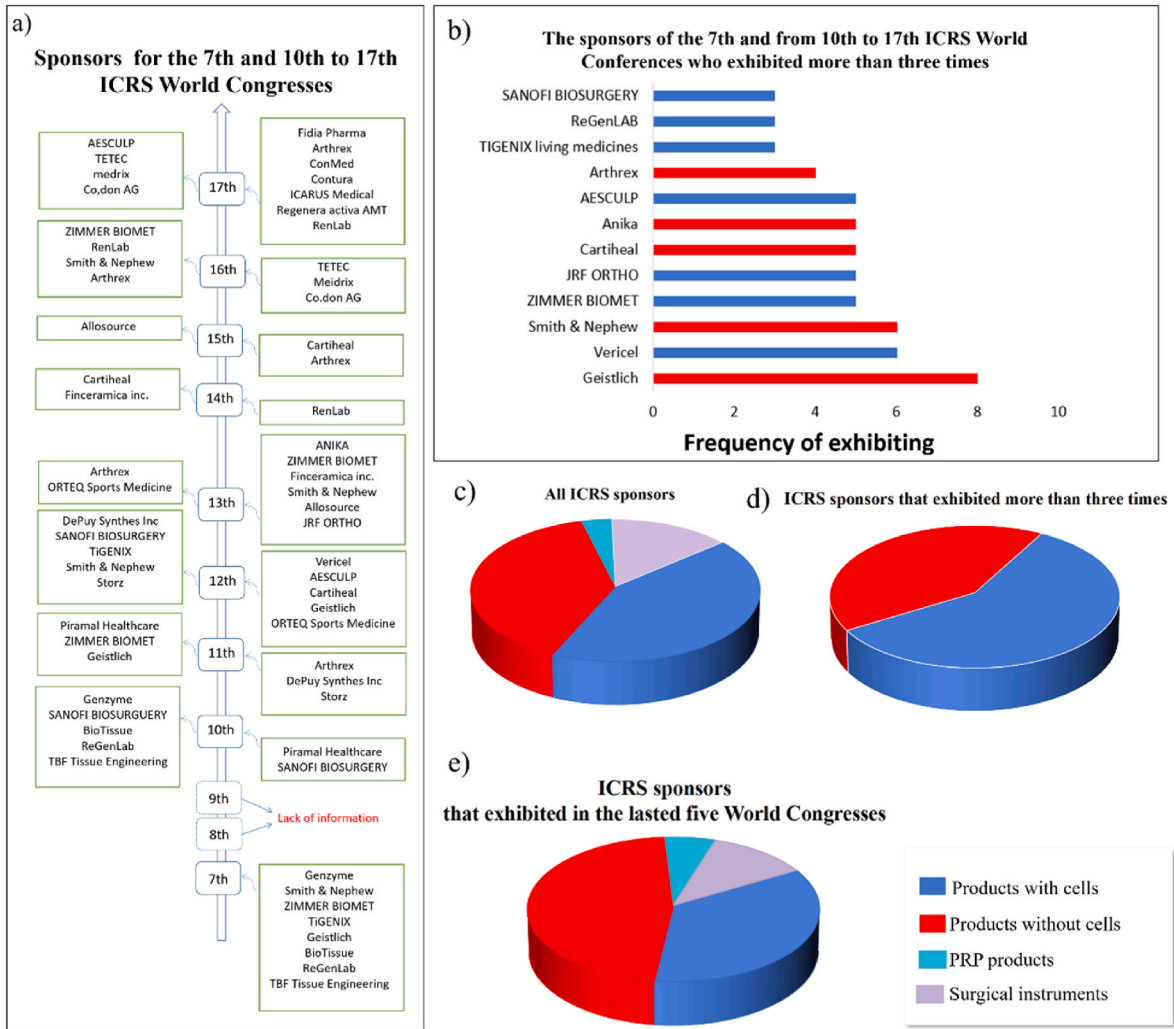 a)
Sponsors for the 7th and 10th to 17th
ICRS World Congresses
AESCULP
TETEC
medrix
Co,don AG
17th
Fidia Pharma
Arthrex
ConMed
Contura
ICARUS Medical
Regenera activa AMT
RenLab
ZIMMER BIOMET
RenLab
Smith & Nephew
Arthrex
16th
TETEC
Meidrix
Co.don AG
Allosource
15th
Cartiheal
Arthrex
Cartiheal
Finceramica inc.
14th
RenLab
Arthrex
ORTEQ Sports Medicine
13th
ANIKA
ZIMMER BIOMET
Finceramica inc.
Smith & Nephew
Allosource
JRF ORTHO
DePuy Synthes Inc
SANOFI BIOSURGERY
TiGENIX
Smith & Nephew
Storz
12th
Vericel
AESCULP
Cartiheal
Geistlich
ORTEQ Sports Medicine
Piramal Healthcare
ZIMMER BIOMET
Geistlich
11th
Arthrex
DePuy Synthes Inc
Storz
Genzyme
SANOFI BIOSURGUERY
BioTissue
ReGenLab
TBF Tissue Engineering
10th
Piramal Healthcare
SANOFI BIOSURGERY
9th
Lack of information
8th
7th
Genzyme
Smith & Nephew
ZIMMER BIOMET
TiGENIX
Geistlich
BioTissue
ReGenLab
TBF Tissue Engineering
b)
The sponsors of the 7th and from 10th to 17th ICRS World
Conferences who exhibited more than three times
SANOFI BIOSURGERY
ReGenLAB
TIGENIX living medicines
Arthrex
AESCULP
Anika
Cartiheal
JRF ORTHO
ZIMMER BIOMET
Smith & Nephew
Vericel
Geistlich
0 2 4 6 8 10
Frequency of exhibiting
c)
All ICRS sponsors
d)
ICRS sponsors that exhibited more than three times
e)
ICRS sponsors
that exhibited in the lasted five World Congresses
Products with cells
Products without cells
PRP products
Surgical instruments